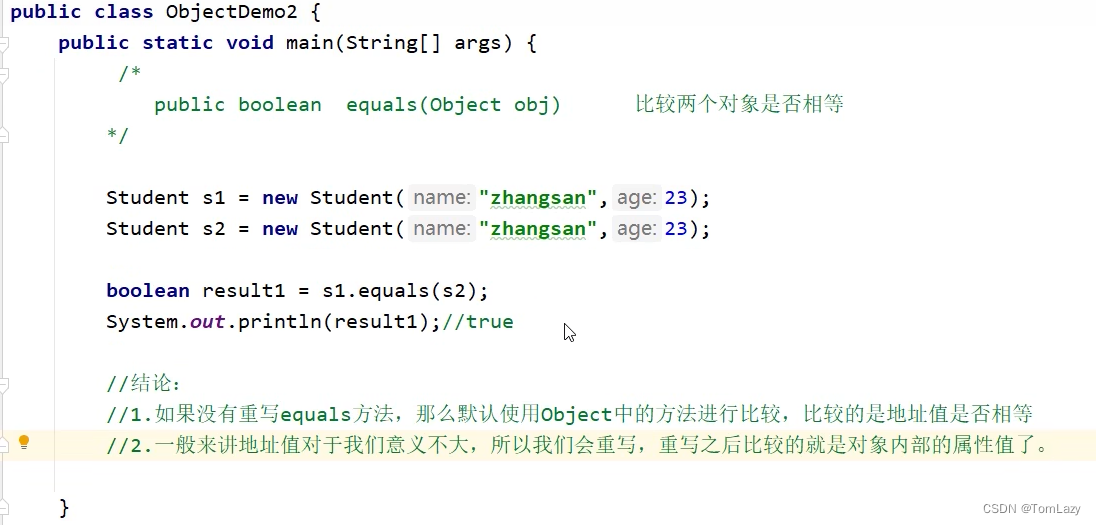 public class ObjectDemo2 {
public static void main(String[] args) {
/*
public boolean equals(Object obj) 比较两个对象是否相等
*/
Student s1 = new Student( name: "zhangsan", age: 23);
Student s2 = new Student( name: "zhangsan", age: 23);
boolean result1 = s1.equals(s2);
System.out.println(result1);//true
//结论：
//1.如果没有重写equals方法，那么默认使用Object中的方法进行比较，比较的是地址值是否相等
//2.一般来讲地址值对于我们意义不大，所以我们会重写，重写之后比较的就是对象内部的属性值了。
}
CSDN @TomLazy